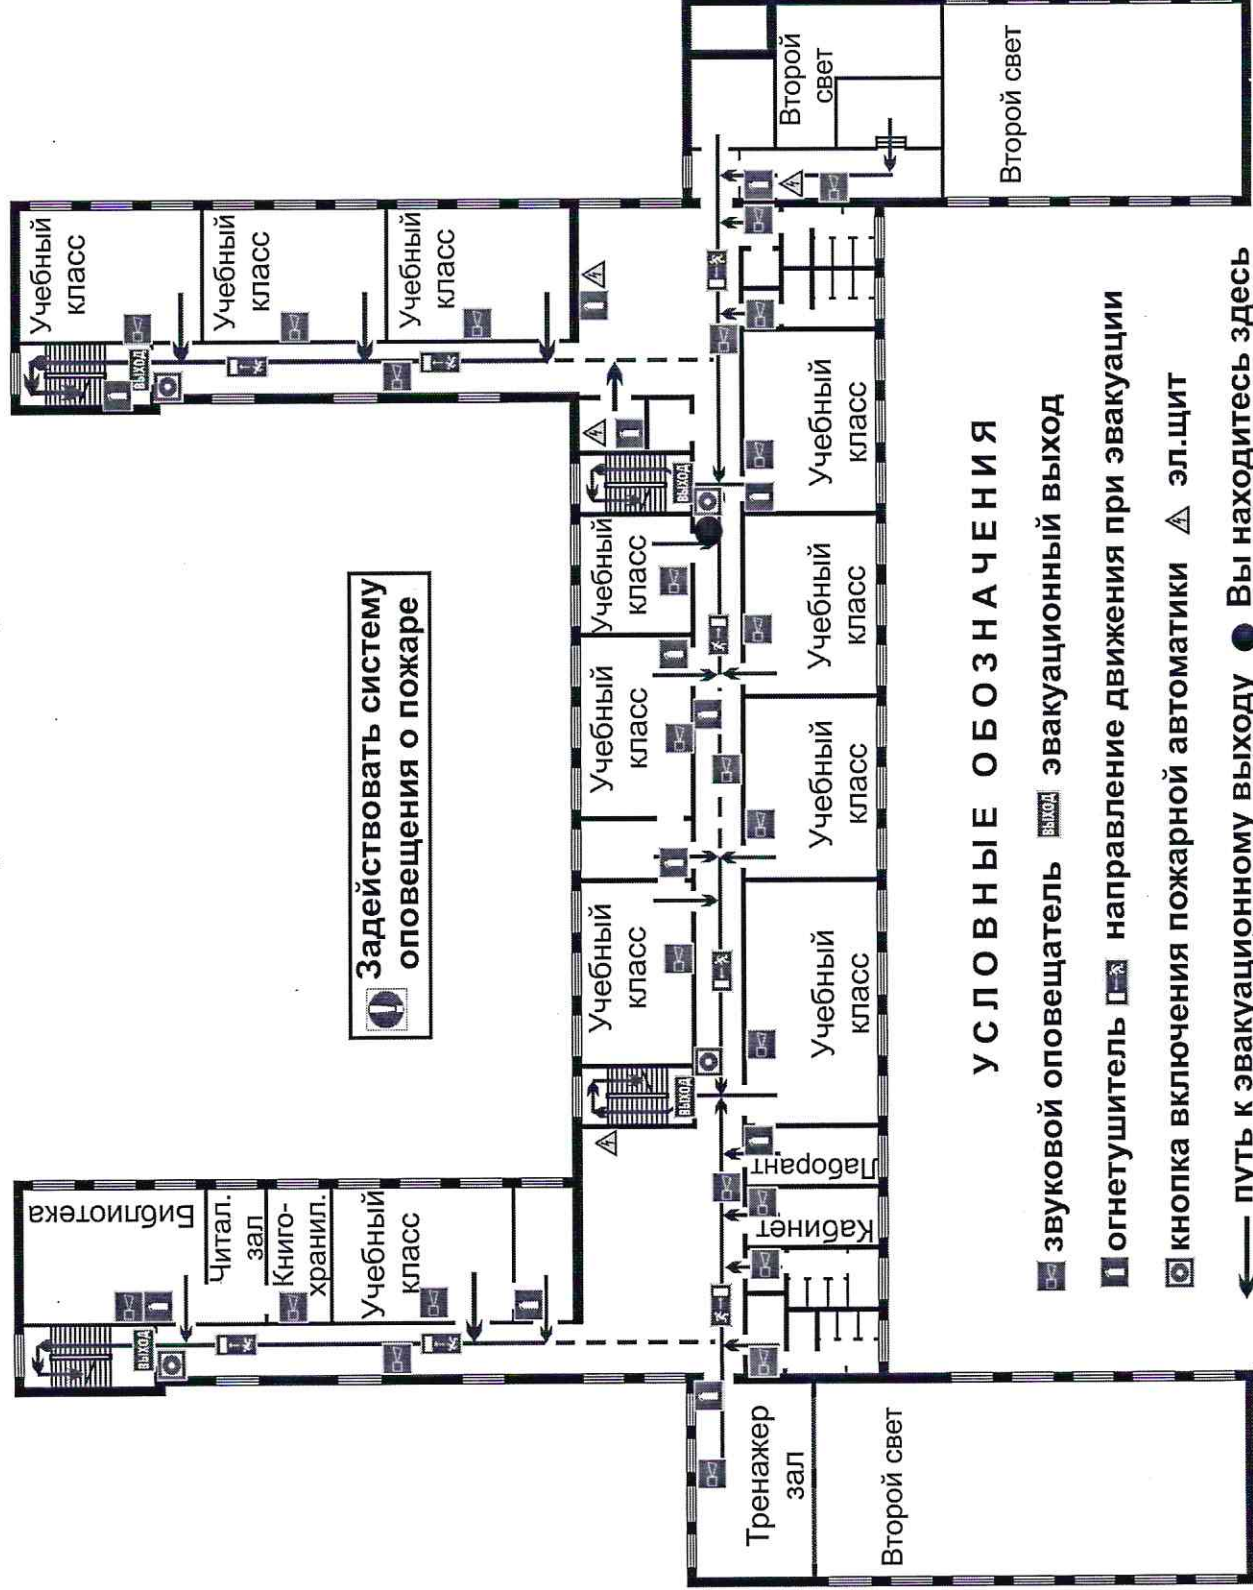 Задействовать систему
оповещения о пожаре
Библиотека
Читал.
зал
Книго-
хранил.
Учебный
класс
Учебный
класс
Учебный
класс
Учебный
класс
ВЫХОД
ВЫХОД
ВЫХОД
ВЫХОД
Учебный
класс
Учебный
класс
Учебный
класс
Тренажер
зал
Второй свет
Кабинет
Лаборант
Учебный
класс
Учебный
класс
Учебный
класс
Учебный
класс
Второй
свет
Второй свет
УСЛОВНЫЕ ОБОЗНАЧЕНИЯ
звуковой оповещатель ВЫХОД эвакуационный выход
огнетушитель направление движения при эвакуации
кнопка включения пожарной автоматики эл.щит
путь к эвакуационному выходу Вы находитесь здесь